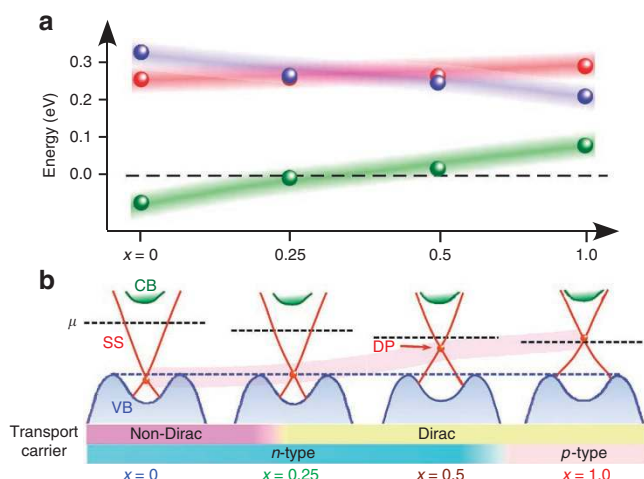 a
Energy (eV)
0.3
0.2
0.1
0.0
x = 0
0.25
0.5
1.0
b
CB
μ
SS
DP
VB
Transport carrier
Non-Dirac
Dirac
n-type
p-type
x = 0
x = 0.25
x = 0.5
x = 1.0